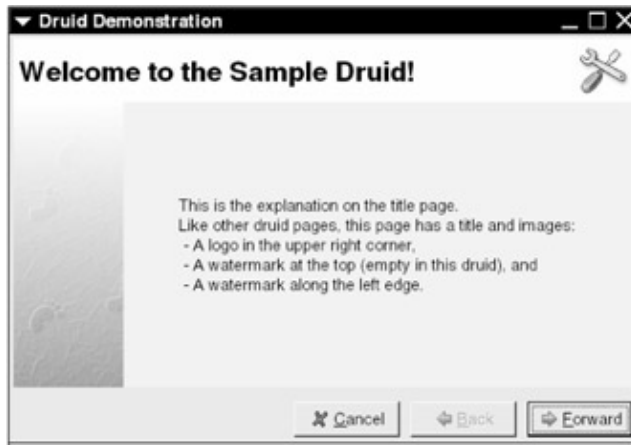 Druid Demonstration
Welcome to the Sample Druid!
This is the explanation on the title page.
Like other druid pages, this page has a title and images:
- A logo in the upper right corner,
- A watermark at the top (empty in this druid), and
- A watermark along the left edge.
Cancel Back Forward